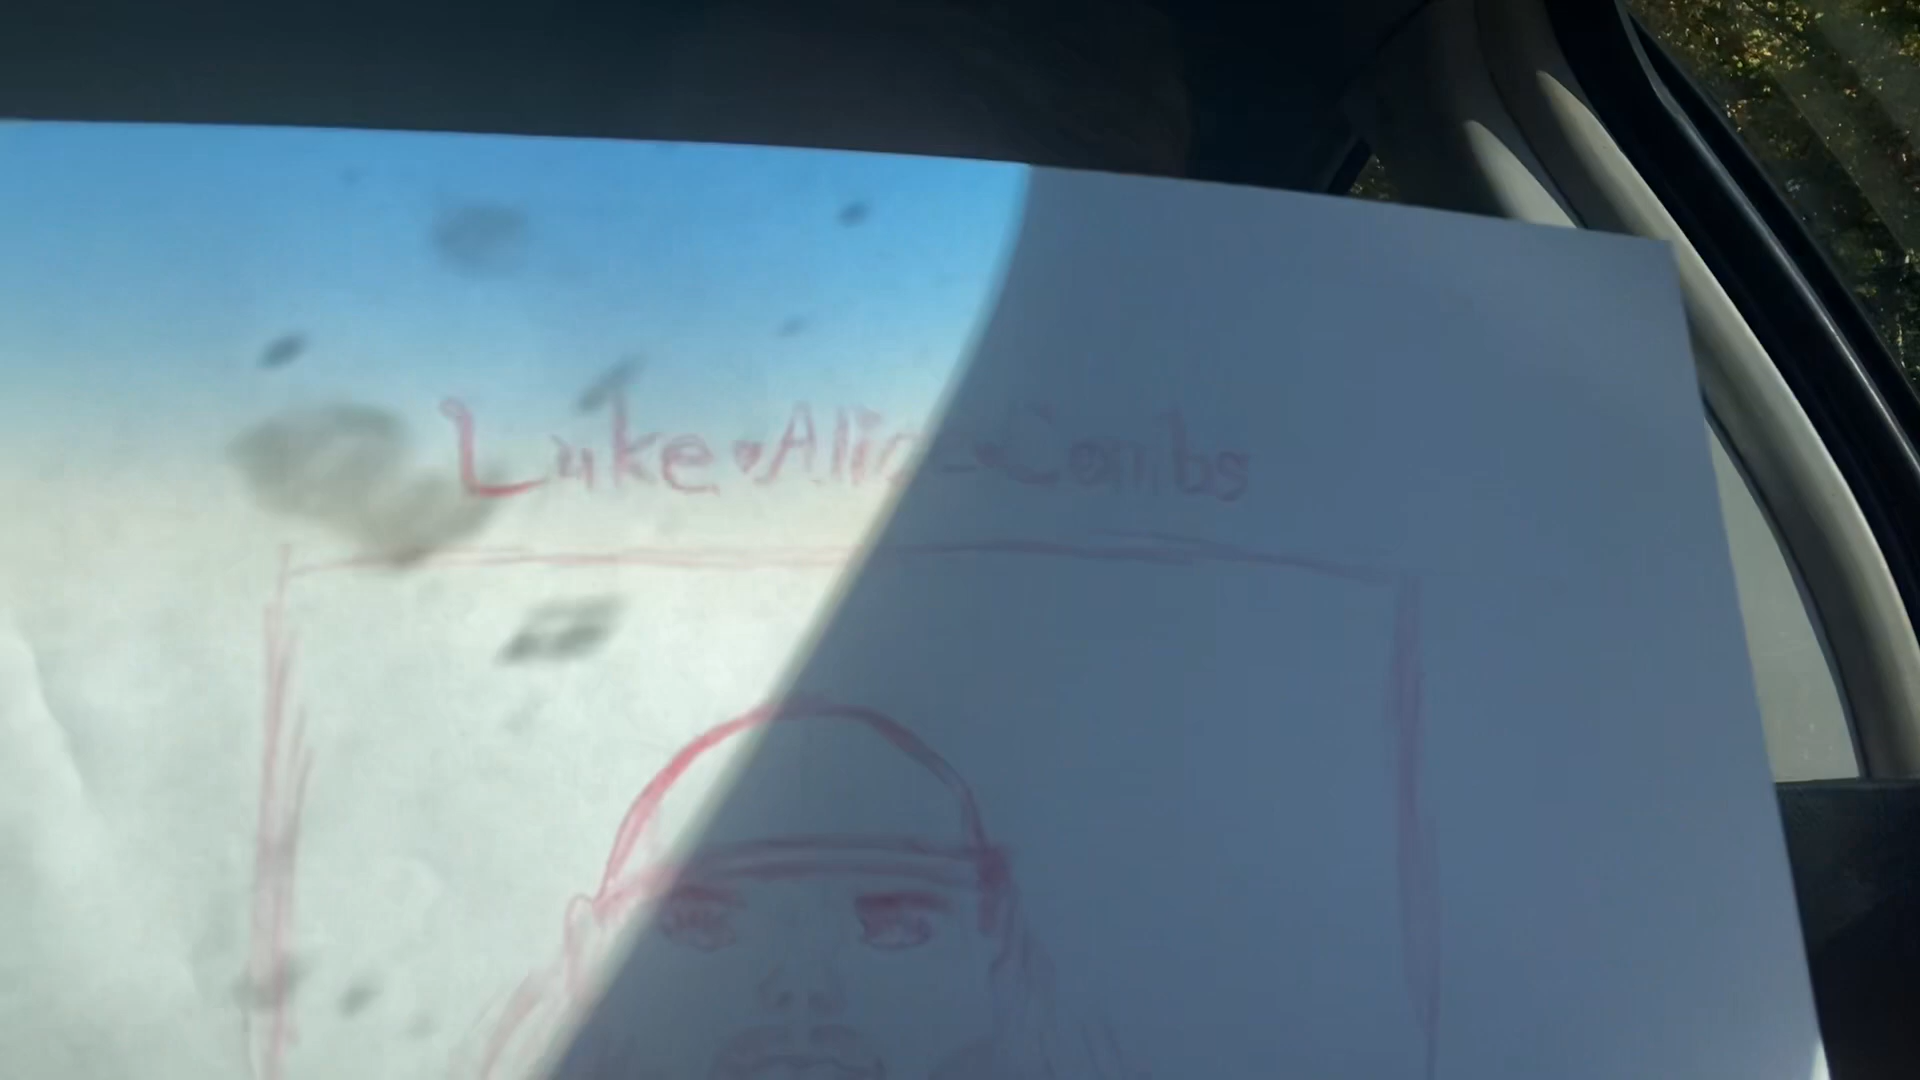 Luke • • Combs